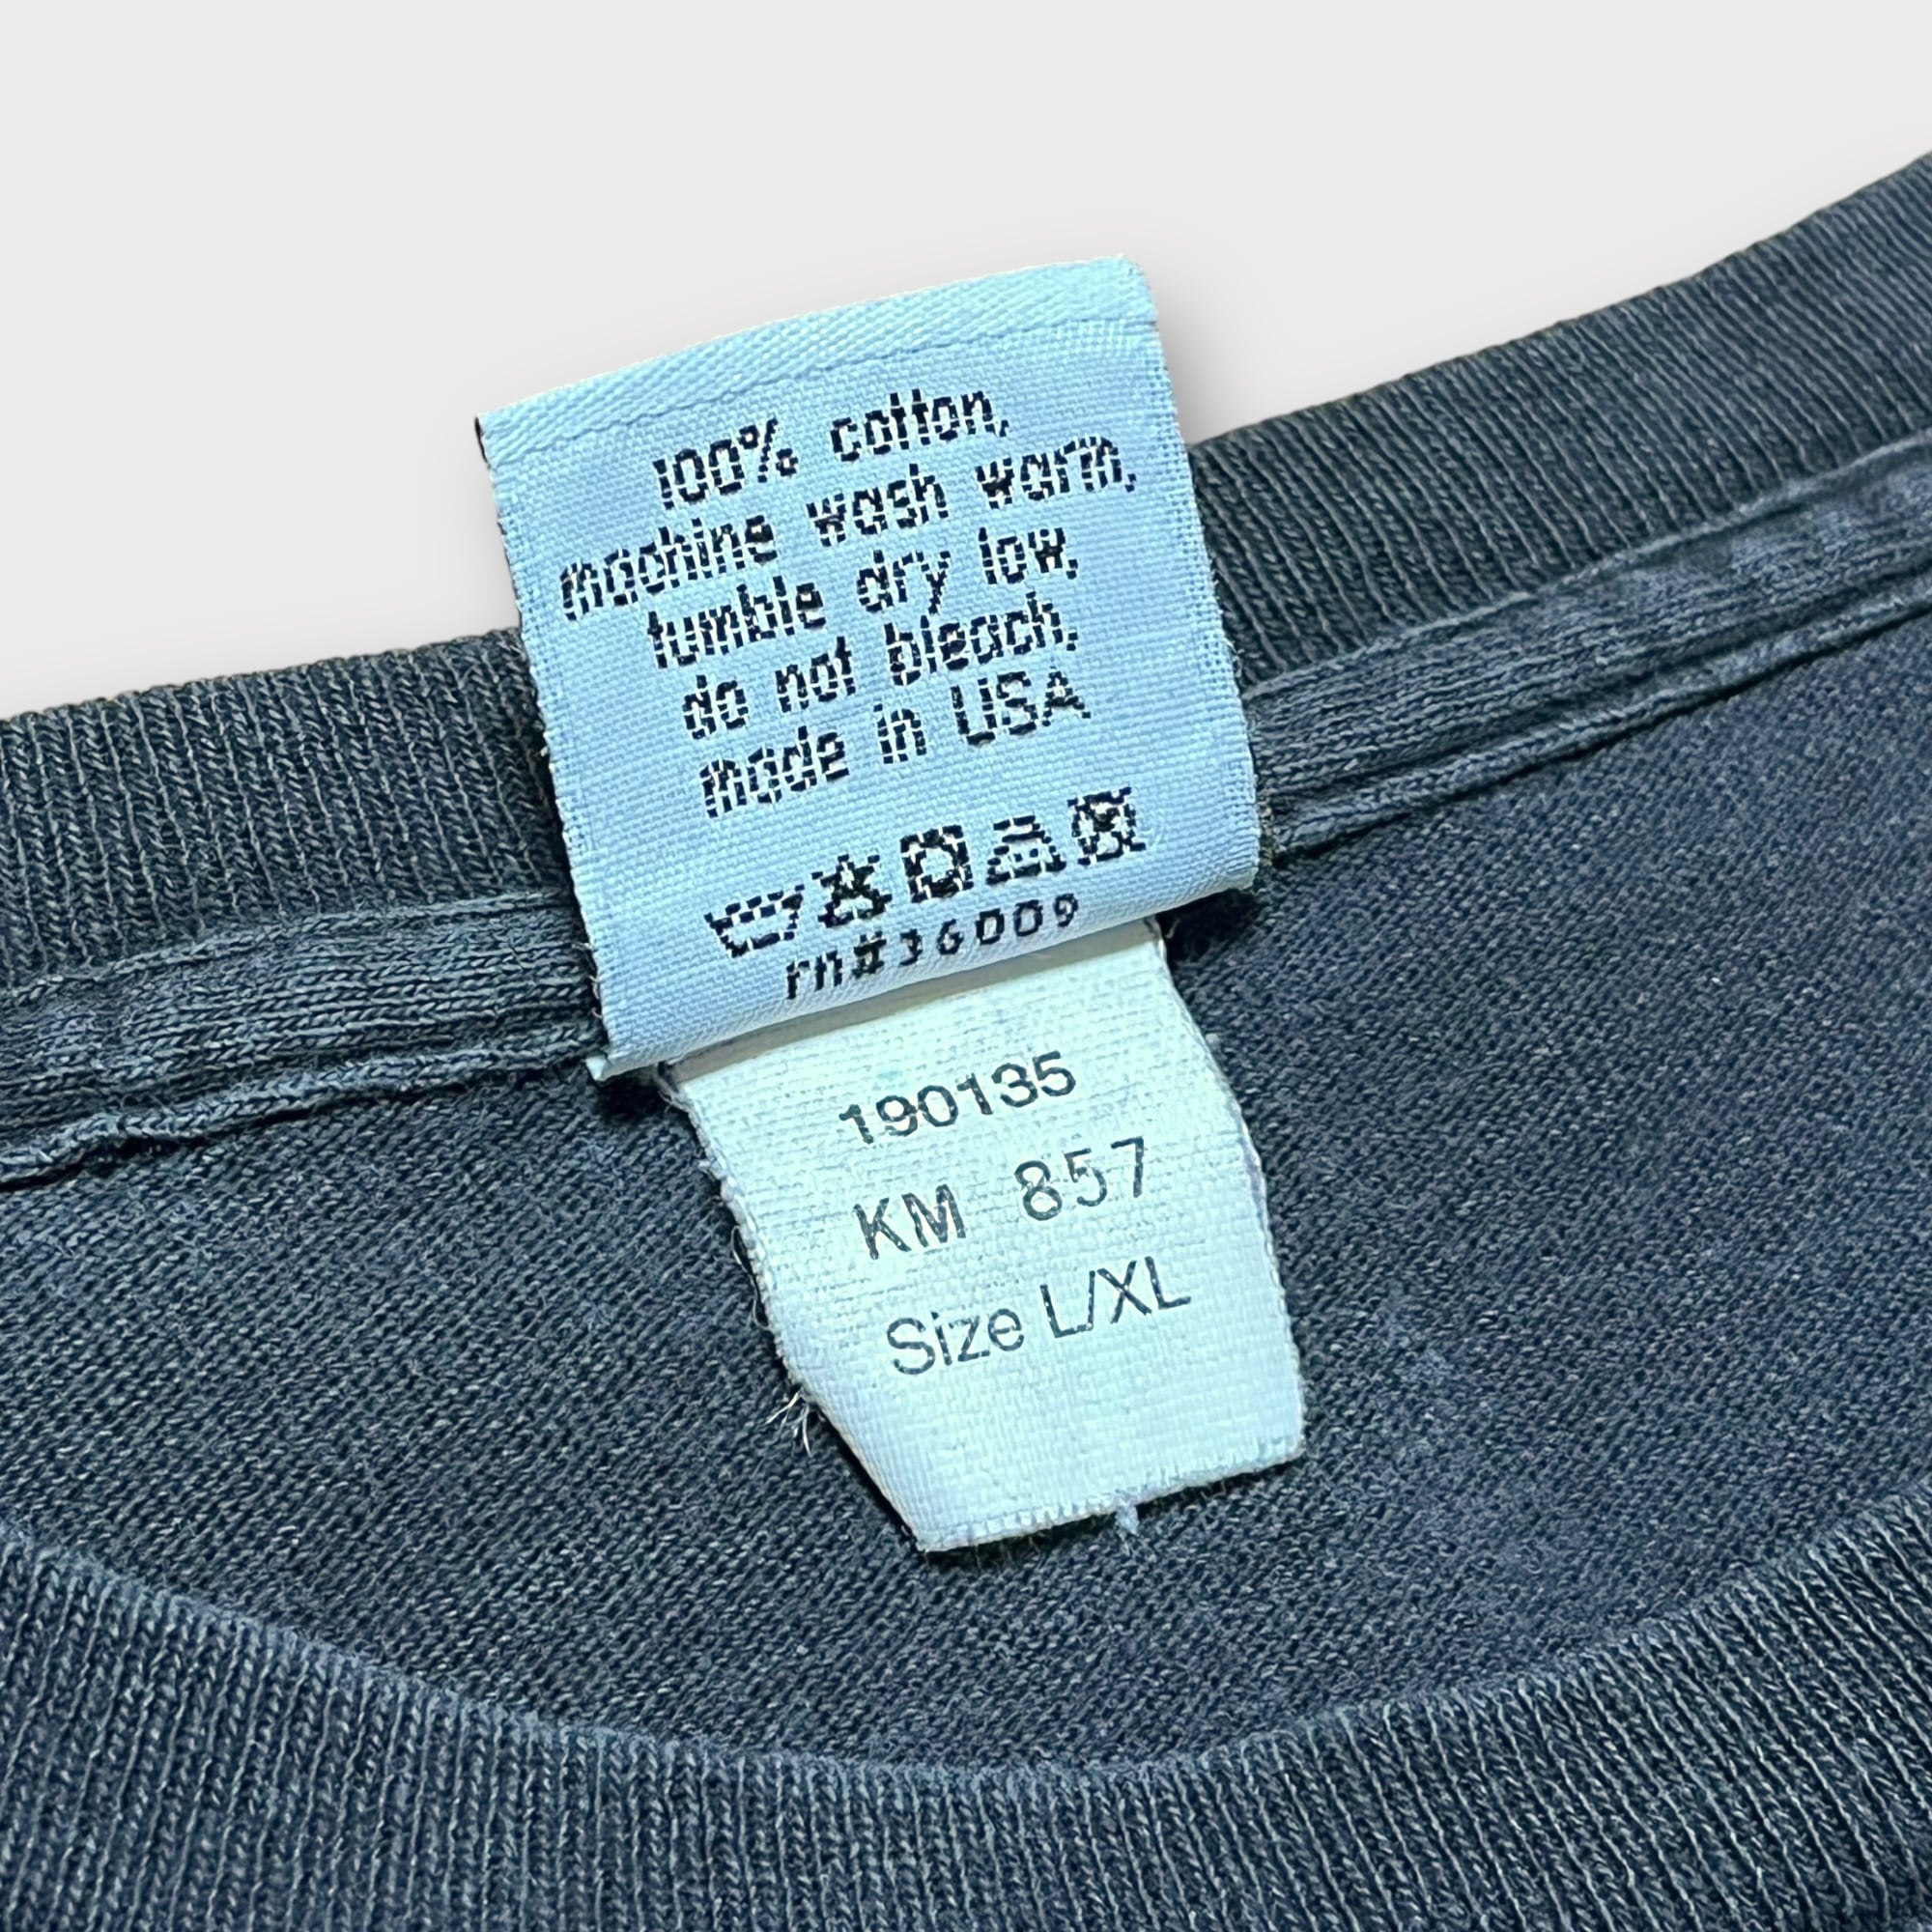 100% cotton,
machine wash warm,
tumble dry low,
do not bleach,
made in USA
rn#36009
190135
KM 857
Size L/XL